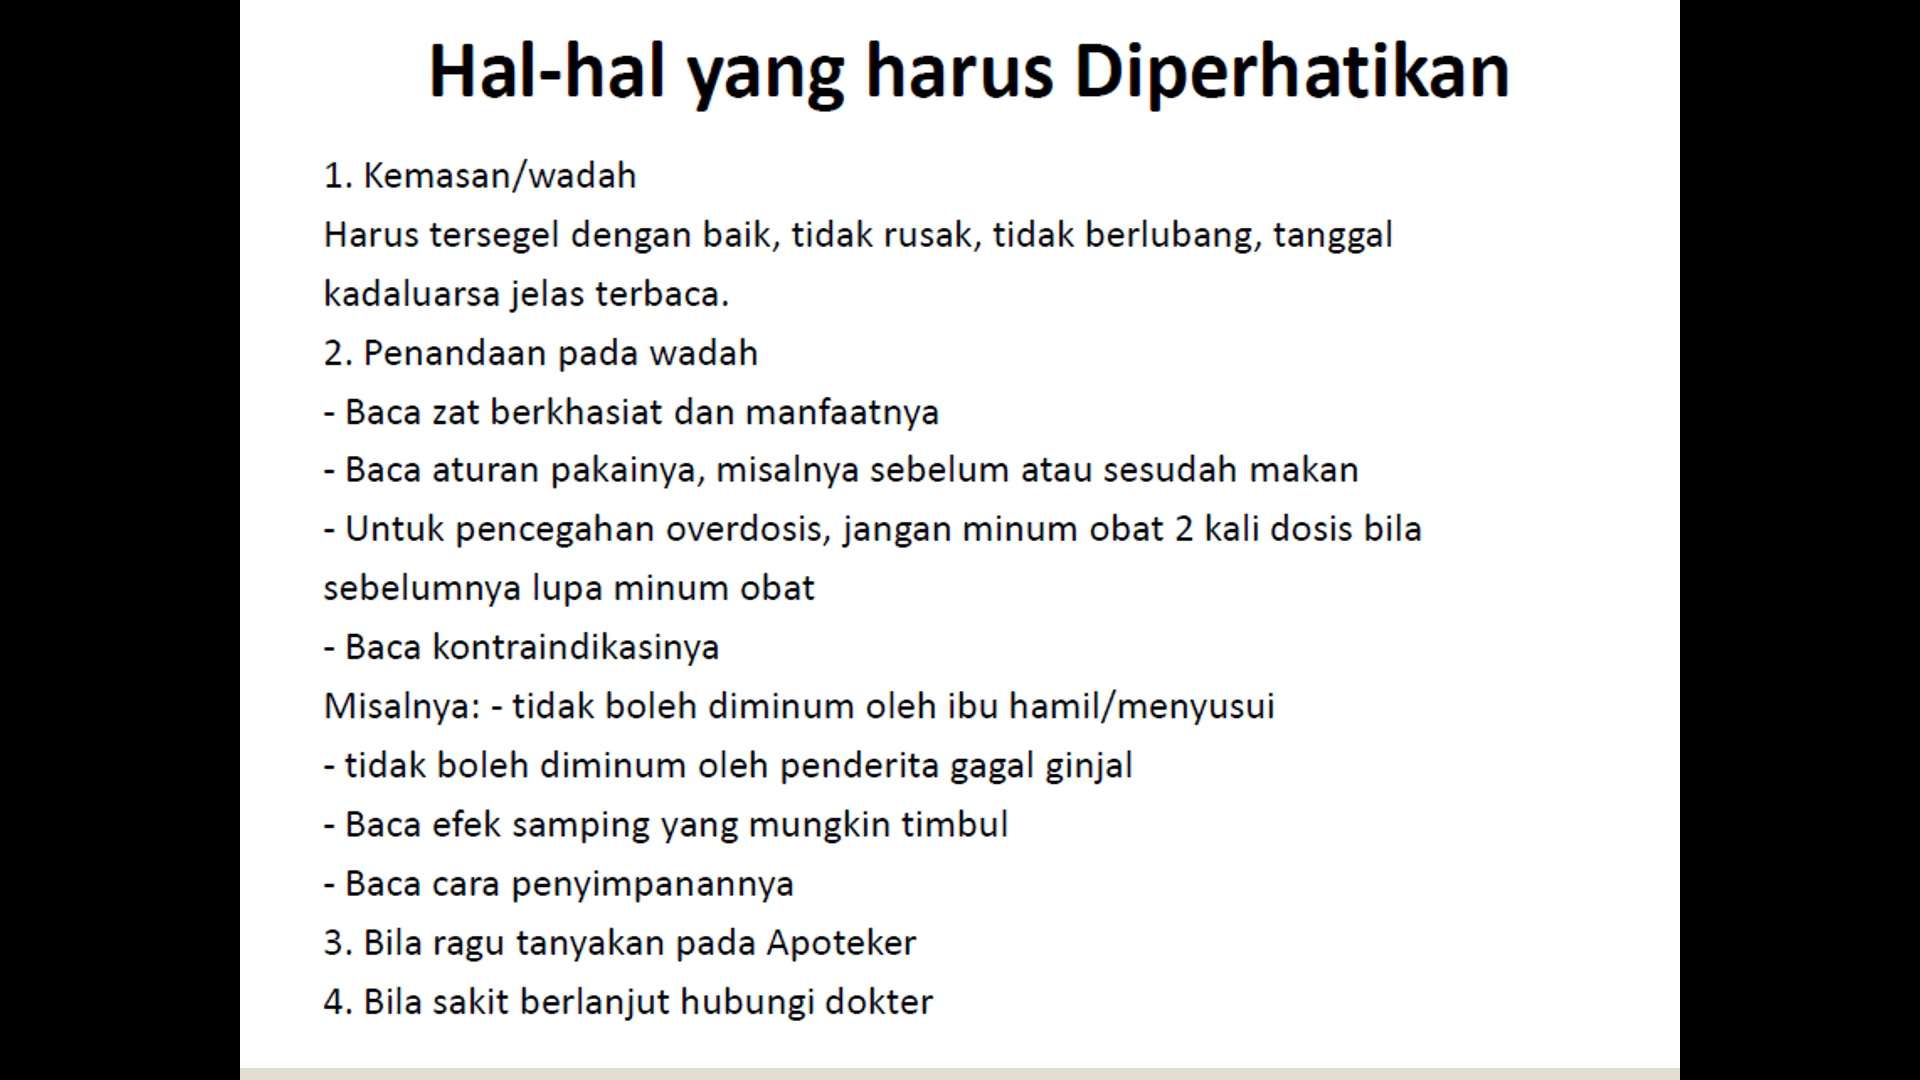 Hal-hal yang harus Diperhatikan
1. Kemasan/wadah
Harus tersegel dengan baik, tidak rusak, tidak berlubang, tanggal
kadaluarsa jelas terbaca.
2. Penandaan pada wadah
- Baca zat berkhasiat dan manfaatnya
- Baca aturan pakainya, misalnya sebelum atau sesudah makan
- Untuk pencegahan overdosis, jangan minum obat 2 kali dosis bila
sebelumnya lupa minum obat
- Baca kontraindikasinya
Misalnya: - tidak boleh diminum oleh ibu hamil/menyusui
- tidak boleh diminum oleh penderita gagal ginjal
- Baca efek samping yang mungkin timbul
- Baca cara penyimpanannya
3. Bila ragu tanyakan pada Apoteker
4. Bila sakit berlanjut hubungi dokter